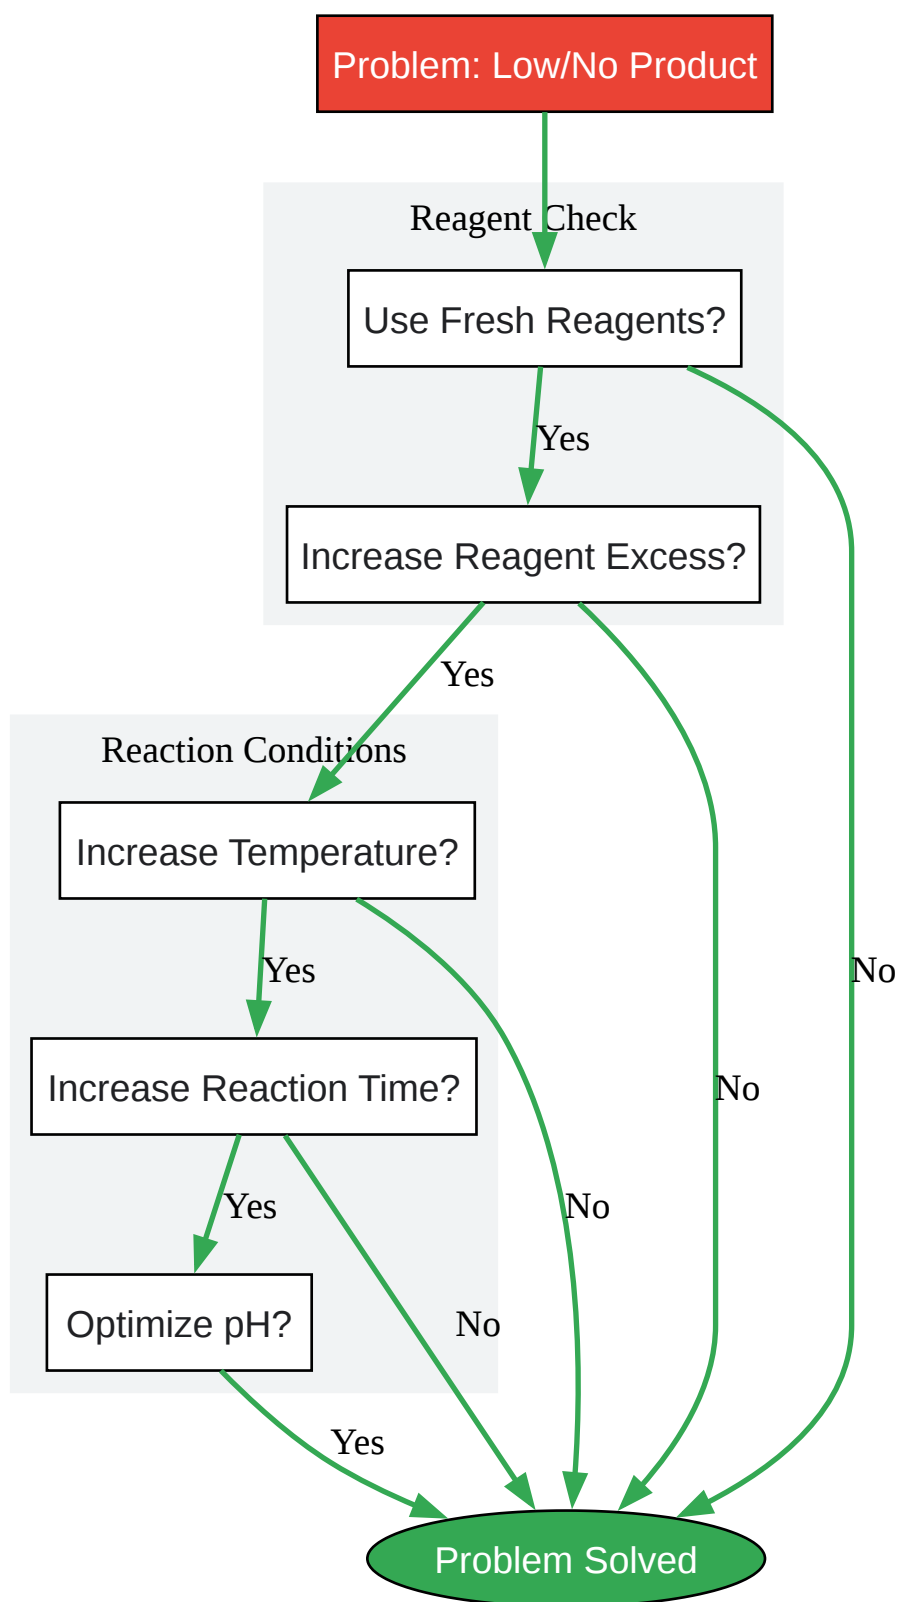 Problem: Low/No Product
Reagent Check
Use Fresh Reagents?
Yes
Increase Reagent Excess?
Yes
Reaction Conditions
Increase Temperature?
Yes
No
Increase Reaction Time?
No
Yes
No
Optimize pH?
No
Yes
Problem Solved